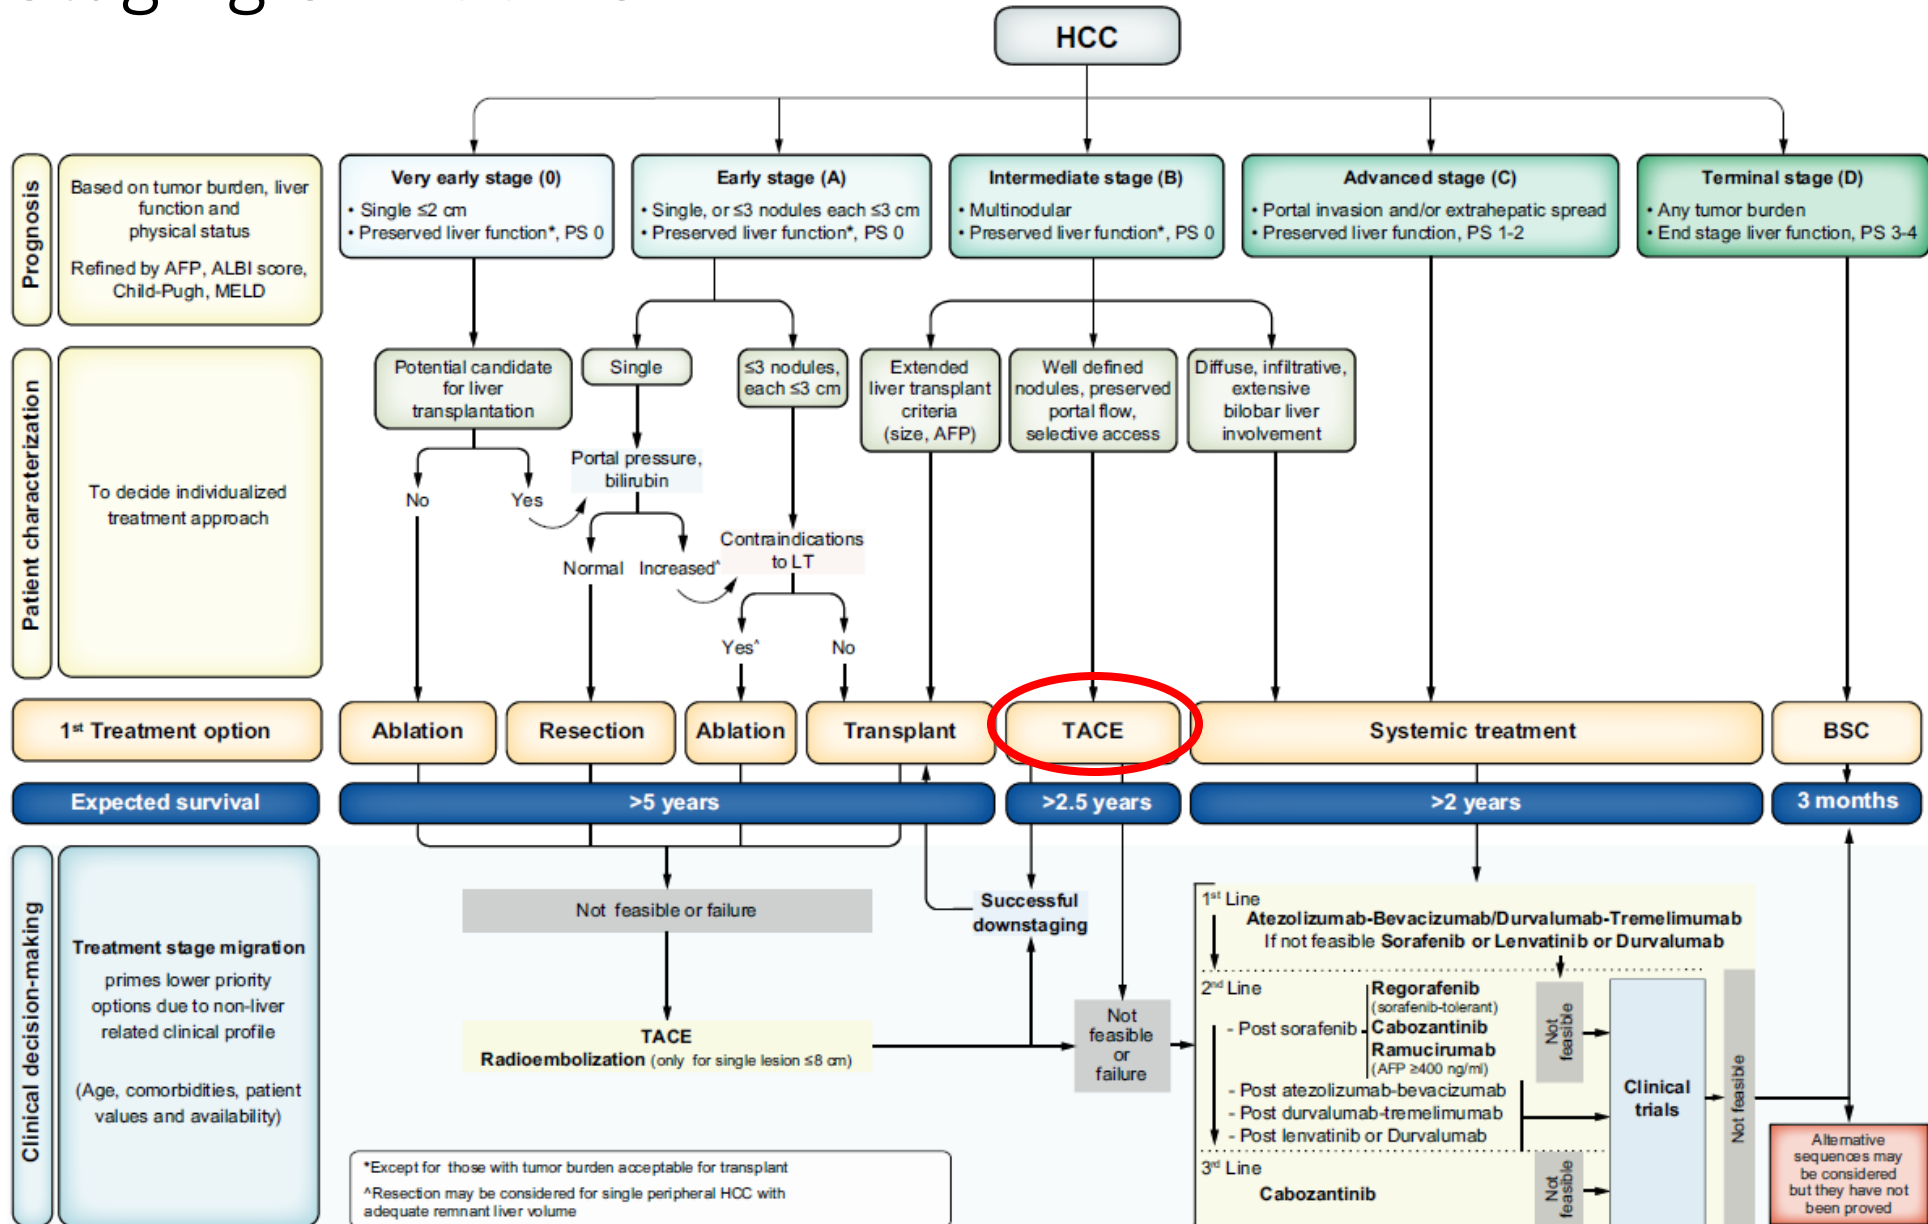 HCC
Prognosis
Based on tumor burden, liver
function and
physical status
Refined by AFP, ALBI score,
Child-Pugh, MELD
Very early stage (0)
• Single ≤2 cm
• Preserved liver function*, PS 0
Early stage (A)
• Single, or ≤3 nodules each ≤3 cm
• Preserved liver function*, PS 0
Intermediate stage (B)
• Multinodular
• Preserved liver function*, PS 0
Advanced stage (C)
• Portal invasion and/or extrahepatic spread
• Preserved liver function, PS 1-2
Terminal stage (D)
• Any tumor burden
• End stage liver function, PS 3-4
Patient characterization
To decide individualized
treatment approach
Potential candidate
for liver
transplantation
Single
≤3 nodules,
each ≤3 cm
Extended
liver transplant
criteria
(size, AFP)
Well defined
nodules, preserved
portal flow,
selective access
Diffuse, infiltrative,
extensive
bilobar liver
involvement
Portal pressure,
bilirubin
No
Yes
Normal
Increased^
Contraindications
to LT
Yes^
No
1st Treatment option
Ablation
Resection
Ablation
Transplant
TACE
Systemic treatment
BSC
Expected survival
>5 years
>2.5 years
>2 years
3 months
Clinical decision-making
Treatment stage migration
primes lower priority
options due to non-liver
related clinical profile
(Age, comorbidities, patient
values and availability)
Not feasible or failure
Successful
downstaging
TACE
Radioembolization (only for single lesion ≤8 cm)
Not
feasible
or
failure
1st Line
Atezolizumab-Bevacizumab/Durvalumab-Tremelimumab
If not feasible Sorafenib or Lenvatinib or Durvalumab
2nd Line
- Post sorafenib
Regorafenib
(sorafenib-tolerant)
Cabozantinib
Ramucirumab
(AFP ≥400 ng/ml)
Not feasible
- Post atezolizumab-bevacizumab
- Post durvalumab-tremelimumab
- Post lenvatinib or Durvalumab
Clinical
trials
Not feasible
3rd Line
Cabozantinib
Not feasible
Alternative
sequences may
be considered
but they have not
been proved
*Except for those with tumor burden acceptable for transplant
^Resection may be considered for single peripheral HCC with
adequate remnant liver volume